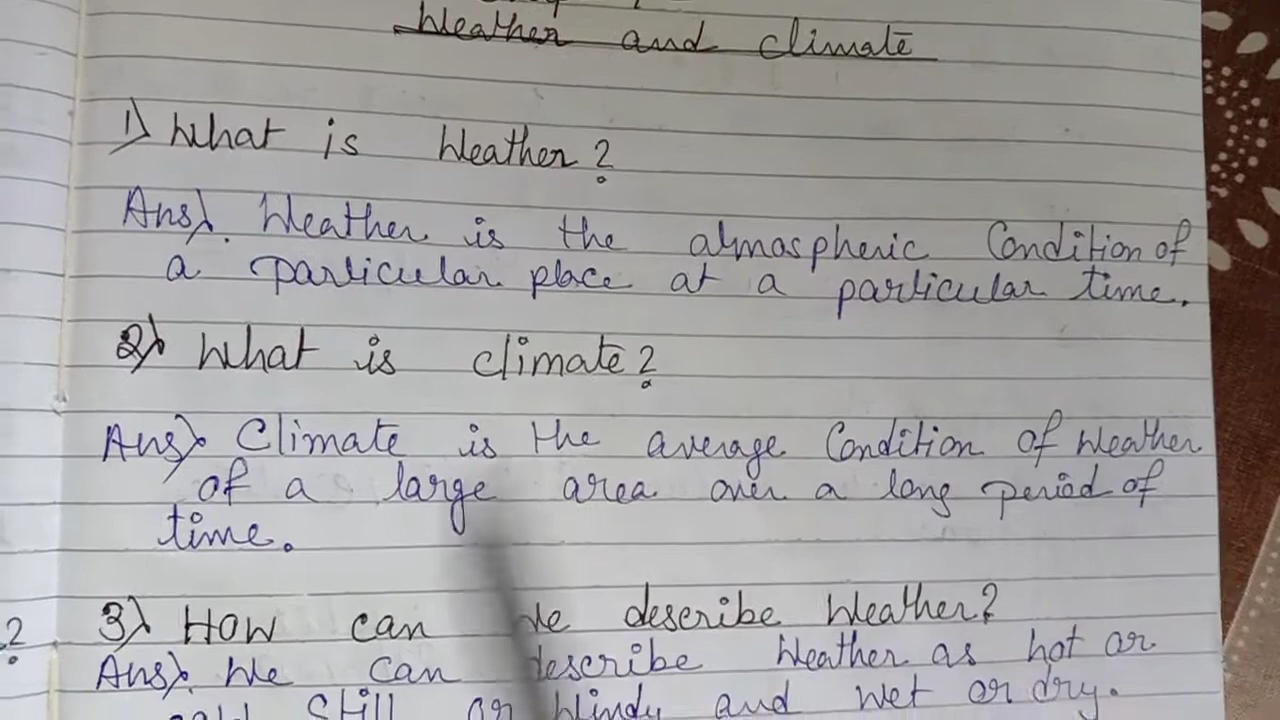 Weather and climate
1) What is Weather?
Ans). Weather is the atmospheric Condition of
a particular place at a particular time.
2) What is climate?
Ans) Climate is the average Condition of Weather
of a large area over a long period of
time.
3) How can we describe Weather?
?
Ans). We can describe Weather as hot or
cold still or Windy and wet or dry.